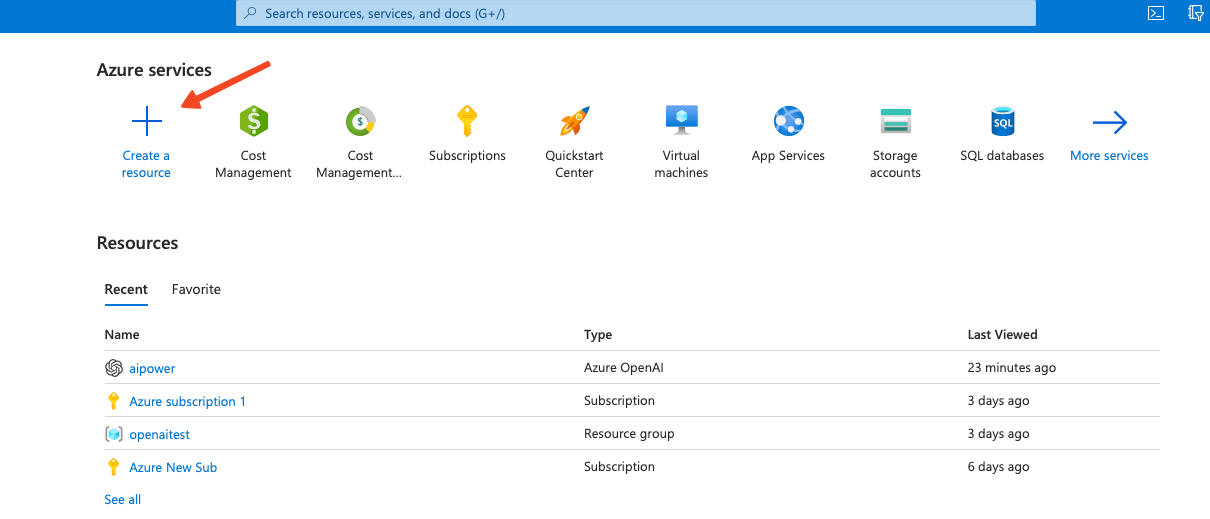 Search resources, services, and docs (G+/)
Azure services
Create a resource
Cost Management
Cost Management...
Subscriptions
Quickstart Center
Virtual machines
App Services
Storage accounts
SQL
SQL databases
More services
Resources
Recent Favorite
Name Type Last Viewed
aipower Azure OpenAI 23 minutes ago
Azure subscription 1 Subscription 3 days ago
openaitest Resource group 3 days ago
Azure New Sub Subscription 6 days ago
See all